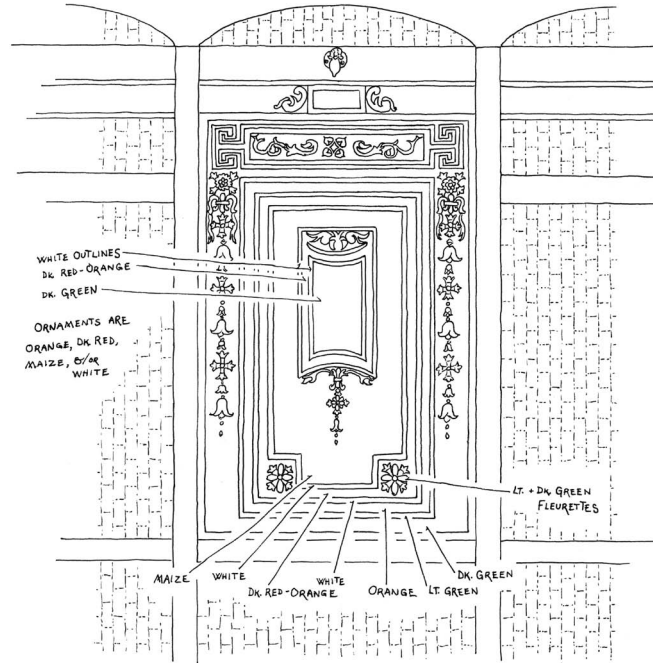 WHITE OUTLINES
DK. RED-ORANGE
DK. GREEN
ORNAMENTS ARE
ORANGE, DK. RED,
MAIZE, &/OR
WHITE
LT. + DK. GREEN
FLEURETTES
MAIZE
WHITE
DK. RED-ORANGE
WHITE
ORANGE
LT. GREEN
DK. GREEN